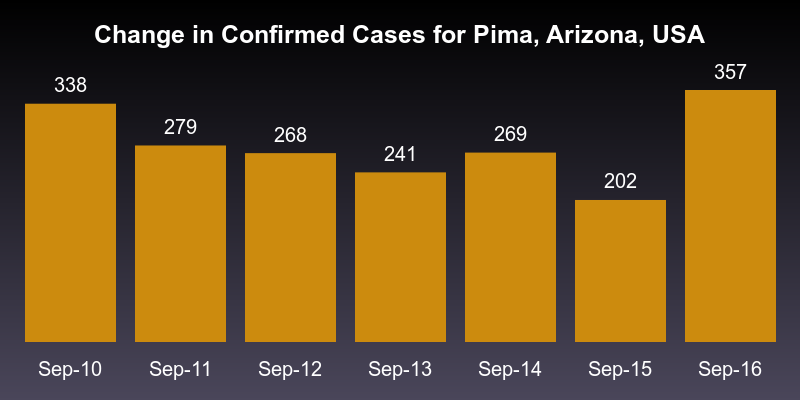 Change in Confirmed Cases for Pima, Arizona, USA
338
279
268
241
269
202
357
Sep-10
Sep-11
Sep-12
Sep-13
Sep-14
Sep-15
Sep-16